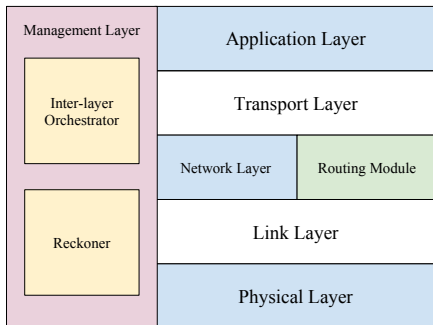 Management Layer
Inter-layer
Orchestrator
Reckoner
Application Layer
Transport Layer
Network Layer
Routing Module
Link Layer
Physical Layer